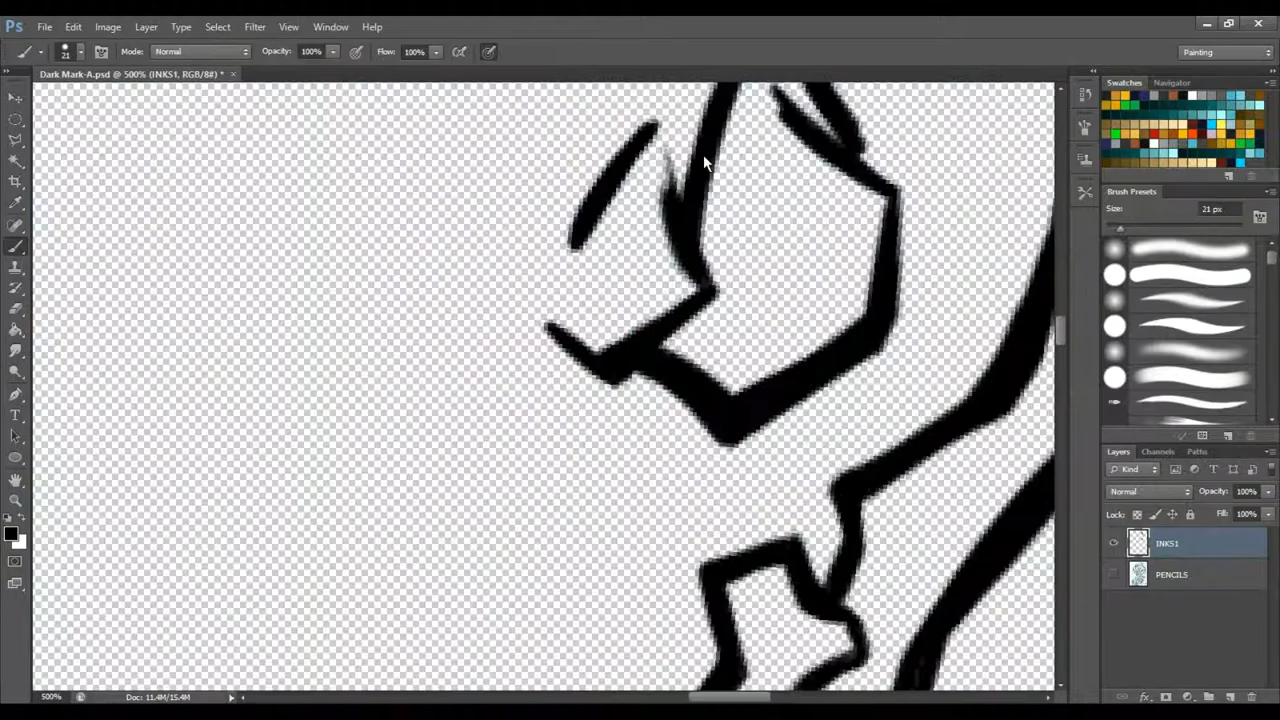 Ps File Edit Image Layer Type Select Filter View Window Help
21 Mode: Normal Opacity: 100% Flow: 100% Painting
Dark Mark-A.psd @ 500% (INKS1, RGB/8#) * ×
Swatches Navigator
Brush Presets
Size: 21 px
Layers Channels Paths
Kind
Normal Opacity: 100%
Lock: Fill: 100%
INKS1
PENCILS
500% Doc: 11.4M/15.4M